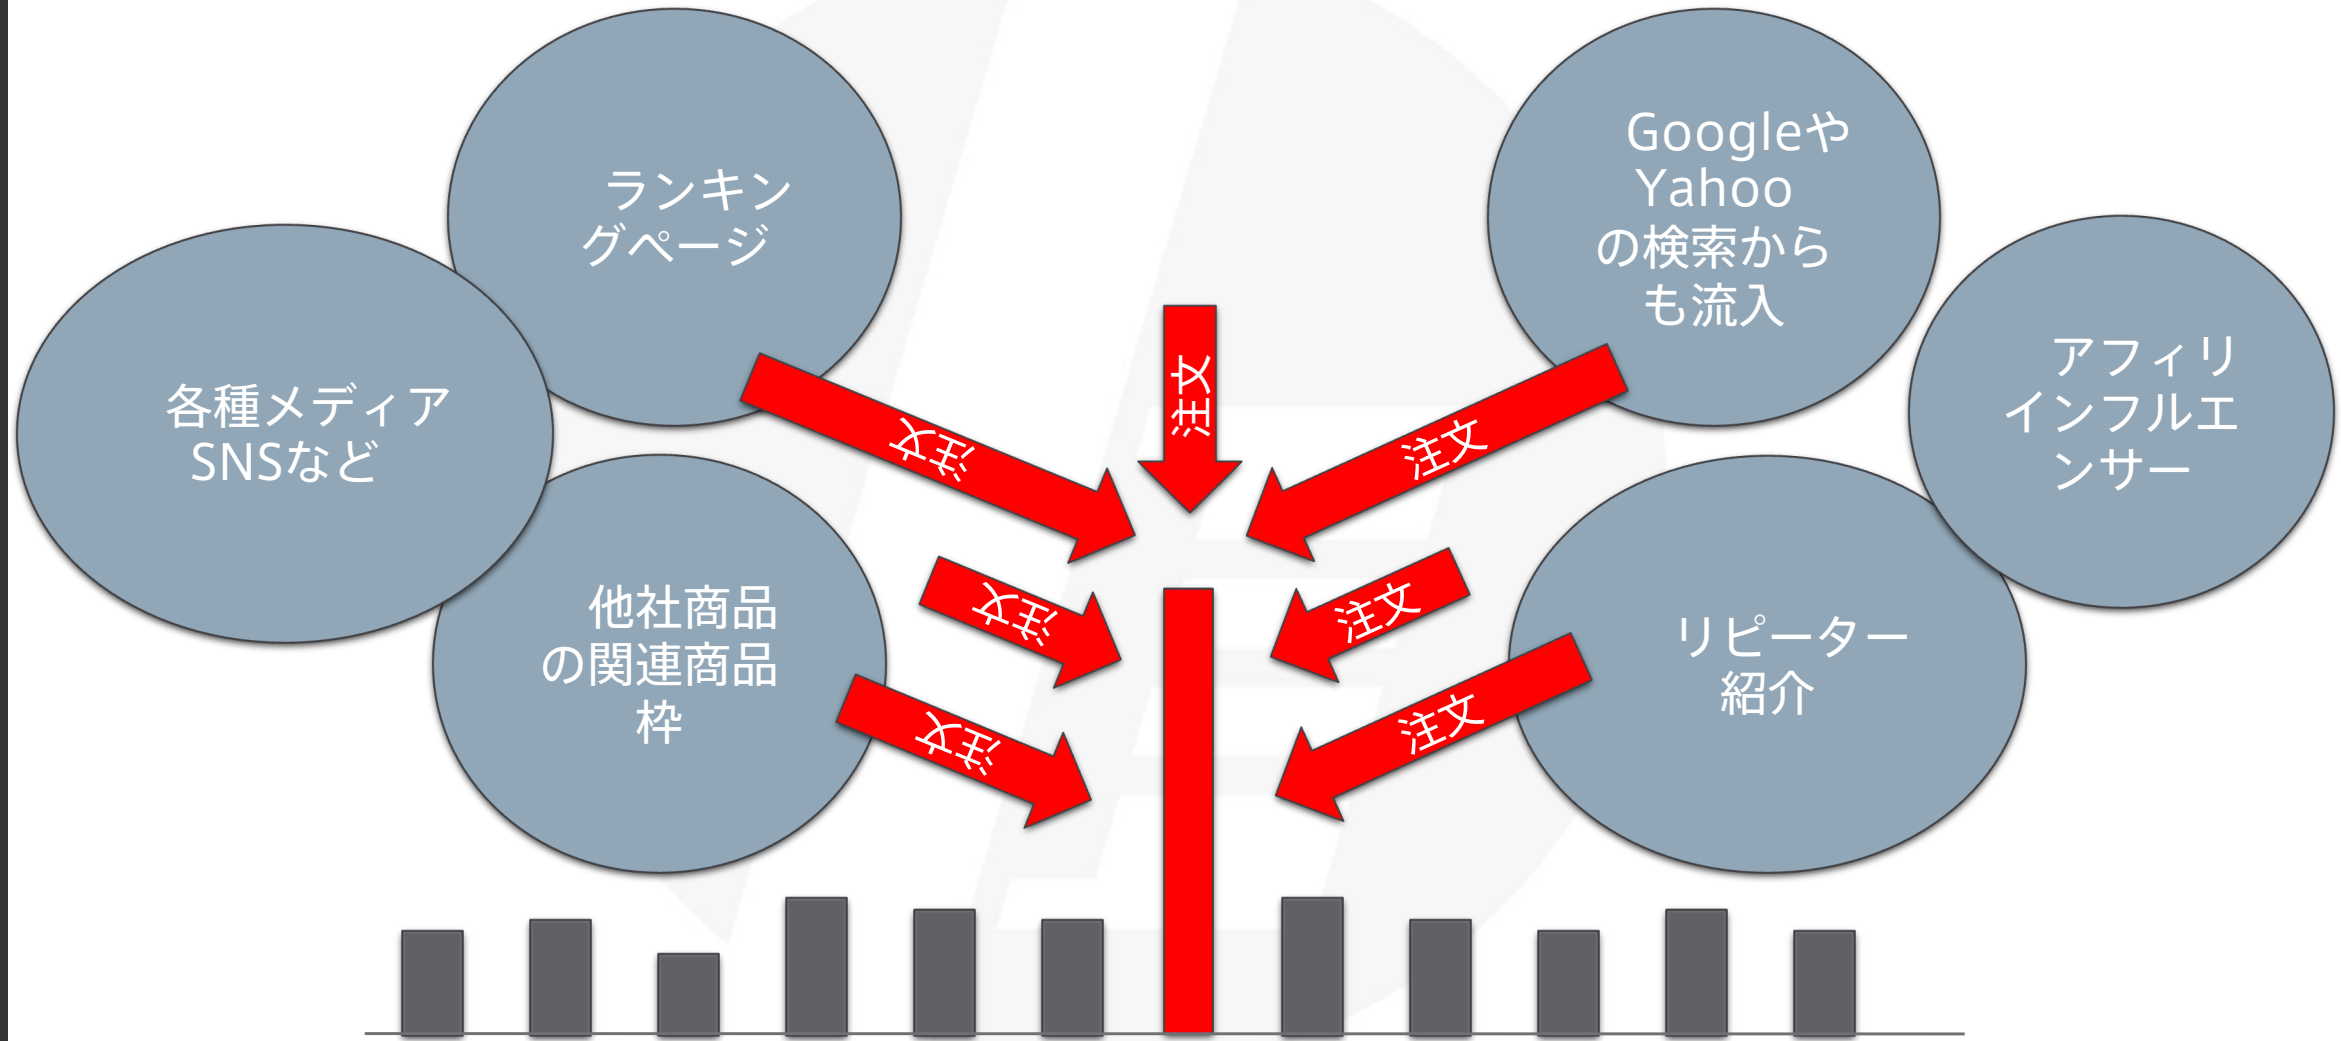 ランキン
グページ
Googleや
Yahoo
の検索から
も流入
各種メディア
SNSなど
アフィリ
インフルエ
ンサー
他社商品
の関連商品
枠
リピーター
紹介
注文
注文
注文
注文
注文
注文
注文